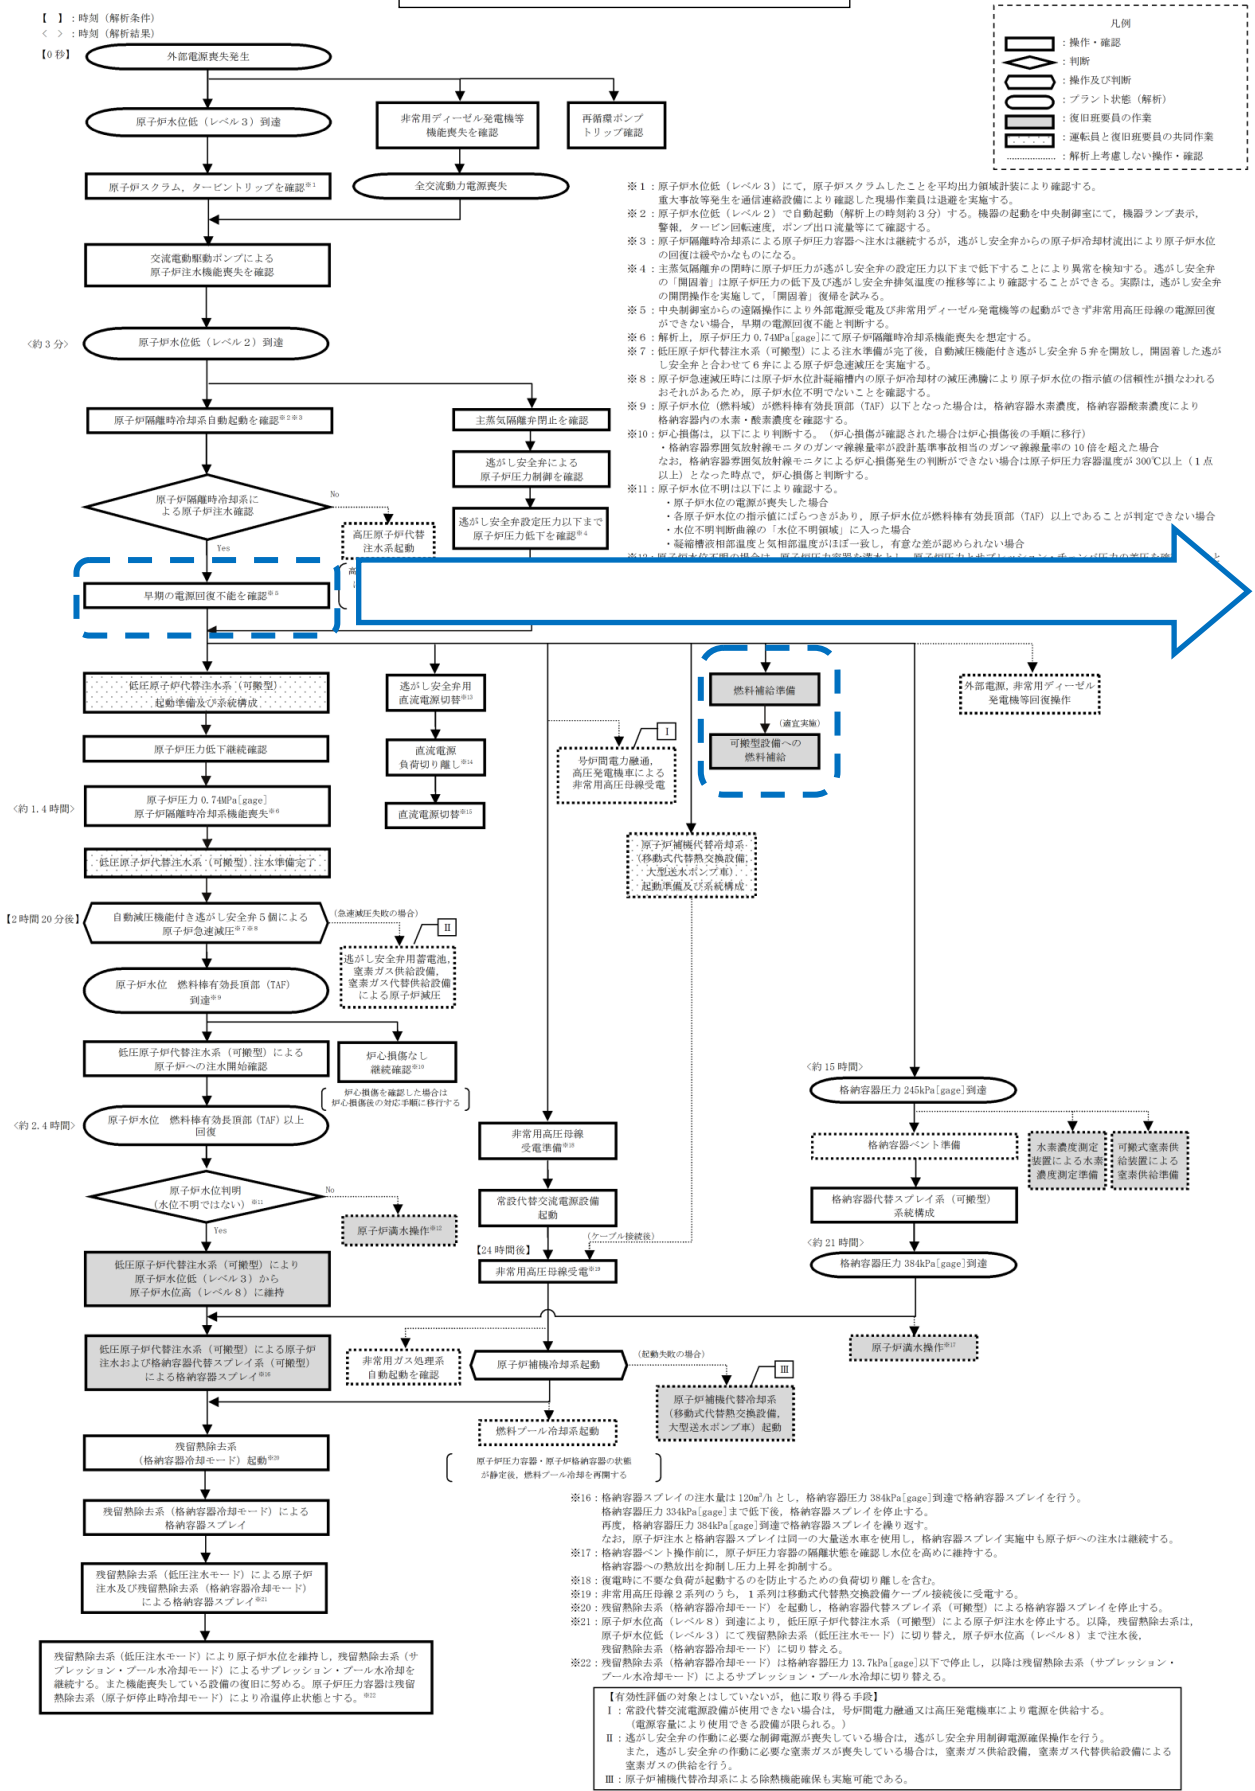 【　】：時刻（解析条件）
＜　＞：時刻（解析結果）
【0秒】
外部電源喪失発生
原子炉水位低（レベル３）到達
非常用ディーゼル発電機等
機能喪失を確認
再循環ポンプ
トリップ確認
原子炉スクラム，タービントリップを確認※1
全交流動力電源喪失
交流電動駆動ポンプによる
原子炉注水機能喪失を確認
〈約３分〉
原子炉水位低（レベル２）到達
原子炉隔離時冷却系自動起動を確認※2※3
主蒸気隔離弁閉止を確認
逃がし安全弁による
原子炉圧力制御を確認
逃がし安全弁設定圧力以下まで
原子炉圧力低下を確認※4
原子炉隔離時冷却系に
よる原子炉注水確認
No
Yes
高圧原子炉代替
注水系起動
高
早期の電源回復不能を確認※5
凡例
：操作・確認
：判断
：操作及び判断
：プラント状態（解析）
：復旧班要員の作業
：運転員と復旧班要員の共同作業
：解析上考慮しない操作・確認
※１：原子炉水位低（レベル３）にて，原子炉スクラムしたことを平均出力領域計装により確認する。
重大事故等発生を通信連絡設備により確認した現場作業員は退避を実施する。
※２：原子炉水位低（レベル２）で自動起動（解析上の時刻約３分）する。機器の起動を中央制御室にて，機器ランプ表示，
警報，タービン回転速度，ポンプ出口流量等にて確認する。
※３：原子炉隔離時冷却系による原子炉圧力容器へ注水は継続するが，逃がし安全弁からの原子炉冷却材流出により原子炉水位
の回復は緩やかなものになる。
※４：主蒸気隔離弁の閉時に原子炉圧力が逃がし安全弁の設定圧力以下まで低下することにより異常を検知する。逃がし安全弁
の「開固着」は原子炉圧力の低下及び逃がし安全弁排気温度の推移等により確認することができる。実際は，逃がし安全弁
の開閉操作を実施して，「開固着」復帰を試みる。
※５：中央制御室からの遠隔操作により外部電源受電及び非常用ディーゼル発電機等の起動ができず非常用高圧母線の電源回復
ができない場合，早期の電源回復不能と判断する。
※６：解析上，原子炉圧力0.74MPa[gage]にて原子炉隔離時冷却系機能喪失を想定する。
※７：低圧原子炉代替注水系（可搬型）による注水準備が完了後，自動減圧機能付き逃がし安全弁５弁を開放し，開固着した逃が
し安全弁と合わせて６弁による原子炉急速減圧を実施する。
※８：原子炉急速減圧時には原子炉水位計凝縮槽内の原子炉冷却材の減圧沸騰により原子炉水位の指示値の信頼性が損なわれる
おそれがあるため，原子炉水位不明でないことを確認する。
※９：原子炉水位（燃料域）が燃料棒有効長頂部（TAF）以下となった場合は，格納容器水素濃度，格納容器酸素濃度により
格納容器内の水素・酸素濃度を確認する。
※10：炉心損傷は，以下により判断する。（炉心損傷が確認された場合は炉心損傷後の手順に移行）
・格納容器雰囲気放射線モニタのガンマ線線量率が設計基準事故相当のガンマ線線量率の10倍を超えた場合
なお，格納容器雰囲気放射線モニタによる炉心損傷発生の判断ができない場合は原子炉圧力容器温度が300℃以上（１点
以上）となった時点で，炉心損傷と判断する。
※11：原子炉水位不明は以下により確認する。
・原子炉水位の電源が喪失した場合
・各原子炉水位の指示値にばらつきがあり，原子炉水位が燃料棒有効長頂部（TAF）以上であることが判定できない場合
・水位不明判断曲線の「水位不明領域」に入った場合
・凝縮槽液相部温度と気相部温度がほぼ一致し，有意な差が認められない場合
※12：原子炉水位不明の場合は，原子炉圧力容器を満水とし，原子炉圧力とサプレッション・チェンバ圧力の差圧を確
低圧原子炉代替注水系（可搬型）
起動準備及び系統構成
逃がし安全弁用
直流電源切替※13
燃料補給準備
（適宜実施）
可搬型設備への
燃料補給
外部電源，非常用ディーゼル
発電機等回復操作
Ⅰ
号炉間電力融通，
高圧発電機車による
非常用高圧母線受電
原子炉圧力低下継続確認
直流電源
負荷切り離し※14
〈約1.4時間〉
原子炉圧力0.74MPa[gage]
原子炉隔離時冷却系機能喪失※6
直流電源切替※15
低圧原子炉代替注水系（可搬型）注水準備完了
原子炉補機代替冷却系
（移動式代替熱交換設備，
大型送水ポンプ車）
起動準備及び系統構成
【２時間20分後】
自動減圧機能付き逃がし安全弁５個による
原子炉急速減圧※7※8
（急速減圧失敗の場合）
Ⅱ
逃がし安全弁用蓄電池，
窒素ガス供給設備，
窒素ガス代替供給設備
による原子炉減圧
原子炉水位　燃料棒有効長頂部（TAF）
到達※9
低圧原子炉代替注水系（可搬型）による
原子炉への注水開始確認
炉心損傷なし
継続確認※10
炉心損傷を確認した場合は
炉心損傷後の対応手順に移行する
〈約2.4時間〉
原子炉水位　燃料棒有効長頂部（TAF）以上
回復
原子炉水位判明
（水位不明ではない）※11
No
Yes
原子炉満水操作※12
低圧原子炉代替注水系（可搬型）により
原子炉水位低（レベル３）から
原子炉水位高（レベル８）に維持
非常用高圧母線
受電準備※18
常設代替交流電源設備
起動
（ケーブル接続後）
【24時間後】
非常用高圧母線受電※19
〈約15時間〉
格納容器圧力245kPa[gage]到達
格納容器ベント準備
水素濃度測定
装置による水素
濃度測定準備
可搬式窒素供
給装置による
窒素供給準備
格納容器代替スプレイ系（可搬型）
系統構成
〈約21時間〉
格納容器圧力384kPa[gage]到達
原子炉満水操作※17
低圧原子炉代替注水系（可搬型）による原子炉
注水および格納容器代替スプレイ系（可搬型）
による格納容器スプレイ※16
非常用ガス処理系
自動起動を確認
原子炉補機冷却系起動
（起動失敗の場合）
Ⅲ
原子炉補機代替冷却系
（移動式代替熱交換設備，
大型送水ポンプ車）起動
燃料プール冷却系起動
原子炉圧力容器・原子炉格納容器の状態
が静定後，燃料プール冷却を再開する
残留熱除去系
（格納容器冷却モード）起動※20
残留熱除去系（格納容器冷却モード）による
格納容器スプレイ
残留熱除去系（低圧注水モード）による原子炉
注水及び残留熱除去系（格納容器冷却モード）
による格納容器スプレイ※21
残留熱除去系（低圧注水モード）により原子炉水位を維持し，残留熱除去系（サ
プレッション・プール水冷却モード）によるサプレッション・プール水冷却を
継続する。また機能喪失している設備の復旧に努める。原子炉圧力容器は残留
熱除去系（原子炉停止時冷却モード）により冷温停止状態とする。※22
※16：格納容器スプレイの注水量は120m³/hとし，格納容器圧力384kPa[gage]到達で格納容器スプレイを行う。
格納容器圧力334kPa[gage]まで低下後，格納容器スプレイを停止する。
再度，格納容器圧力384kPa[gage]到達で格納容器スプレイを繰り返す。
なお，原子炉注水と格納容器スプレイは同一の大量送水車を使用し，格納容器スプレイ実施中も原子炉への注水は継続する。
※17：格納容器ベント操作前に，原子炉圧力容器の隔離状態を確認し水位を高めに維持する。
格納容器への熱放出を抑制し圧力上昇を抑制する。
※18：復電時に不要な負荷が起動するのを防止するための負荷切り離しを含む。
※19：非常用高圧母線２系列のうち，１系列は移動式代替熱交換設備ケーブル接続後に受電する。
※20：残留熱除去系（格納容器冷却モード）を起動し，格納容器代替スプレイ系（可搬型）による格納容器スプレイを停止する。
※21：原子炉水位高（レベル８）到達により，低圧原子炉代替注水系（可搬型）による原子炉注水を停止する。以降，残留熱除去系は，
原子炉水位低（レベル３）にて残留熱除去系（低圧注水モード）に切り替え，原子炉水位高（レベル８）まで注水後，
残留熱除去系（格納容器冷却モード）に切り替える。
※22：残留熱除去系（格納容器冷却モード）は格納容器圧力13.7kPa[gage]以下で停止し，以降は残留熱除去系（サプレッション・
プール水冷却モード）によるサプレッション・プール水冷却に切り替える。
【有効性評価の対象とはしていないが，他に取り得る手段】
Ⅰ：常設代替交流電源設備が使用できない場合は，号炉間電力融通又は高圧発電機車により電源を供給する。
（電源容量により使用できる設備が限られる。）
Ⅱ：逃がし安全弁の作動に必要な制御電源が喪失している場合は，逃がし安全弁用制御電源確保操作を行う。
また，逃がし安全弁の作動に必要な窒素ガスが喪失している場合は，窒素ガス供給設備，窒素ガス代替供給設備による
窒素ガスの供給を行う。
Ⅲ：原子炉補機代替冷却系による除熱機能確保も実施可能である。